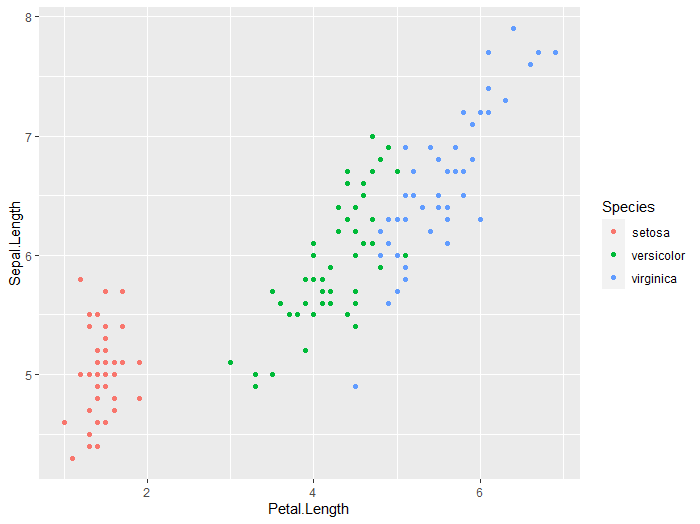 8
7
6
5
Sepal.Length
2
4
6
Petal.Length
Species
setosa
versicolor
virginica